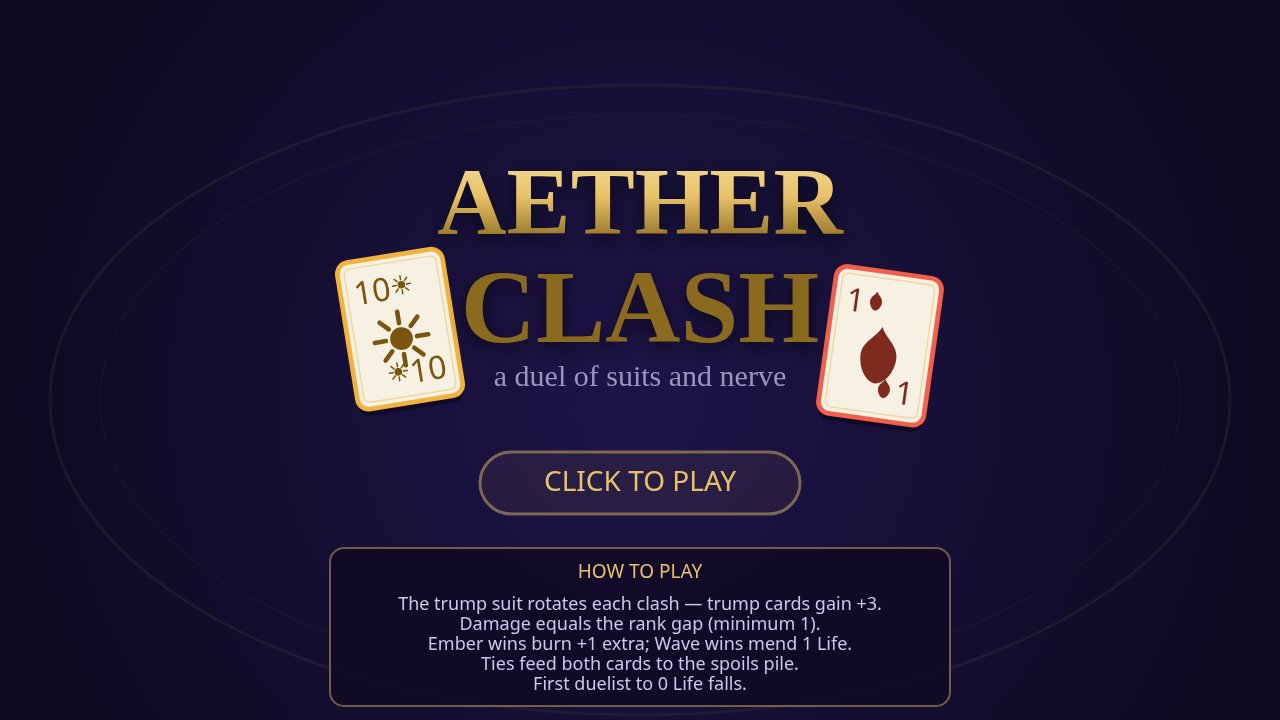 AETHER
CLASH
10
10
1
1
a duel of suits and nerve
CLICK TO PLAY
HOW TO PLAY
The trump suit rotates each clash — trump cards gain +3.
Damage equals the rank gap (minimum 1).
Ember wins burn +1 extra; Wave wins mend 1 Life.
Ties feed both cards to the spoils pile.
First duelist to 0 Life falls.